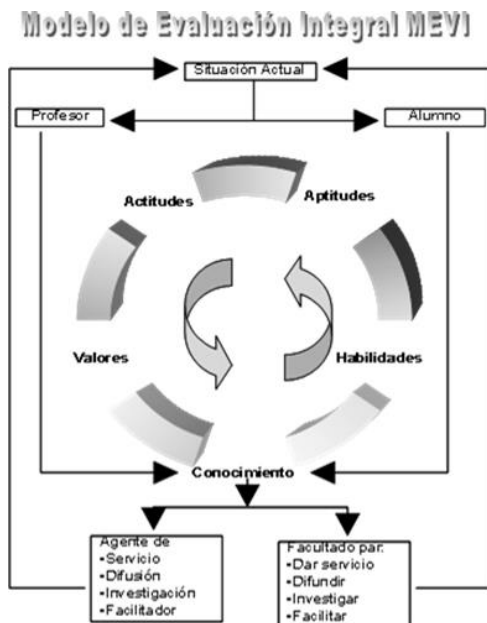 Modelo de Evaluación Integral MEVI
Situación Actual
Profesor
Alumno
Actitudes
Aptitudes
Valores
Habilidades
Conocimiento
Agente de
•Servicio
•Difusión
•Investigación
•Facilitador
Facultado par:
•Dar servicio
•Difundir
•Investigar
•Facilitar